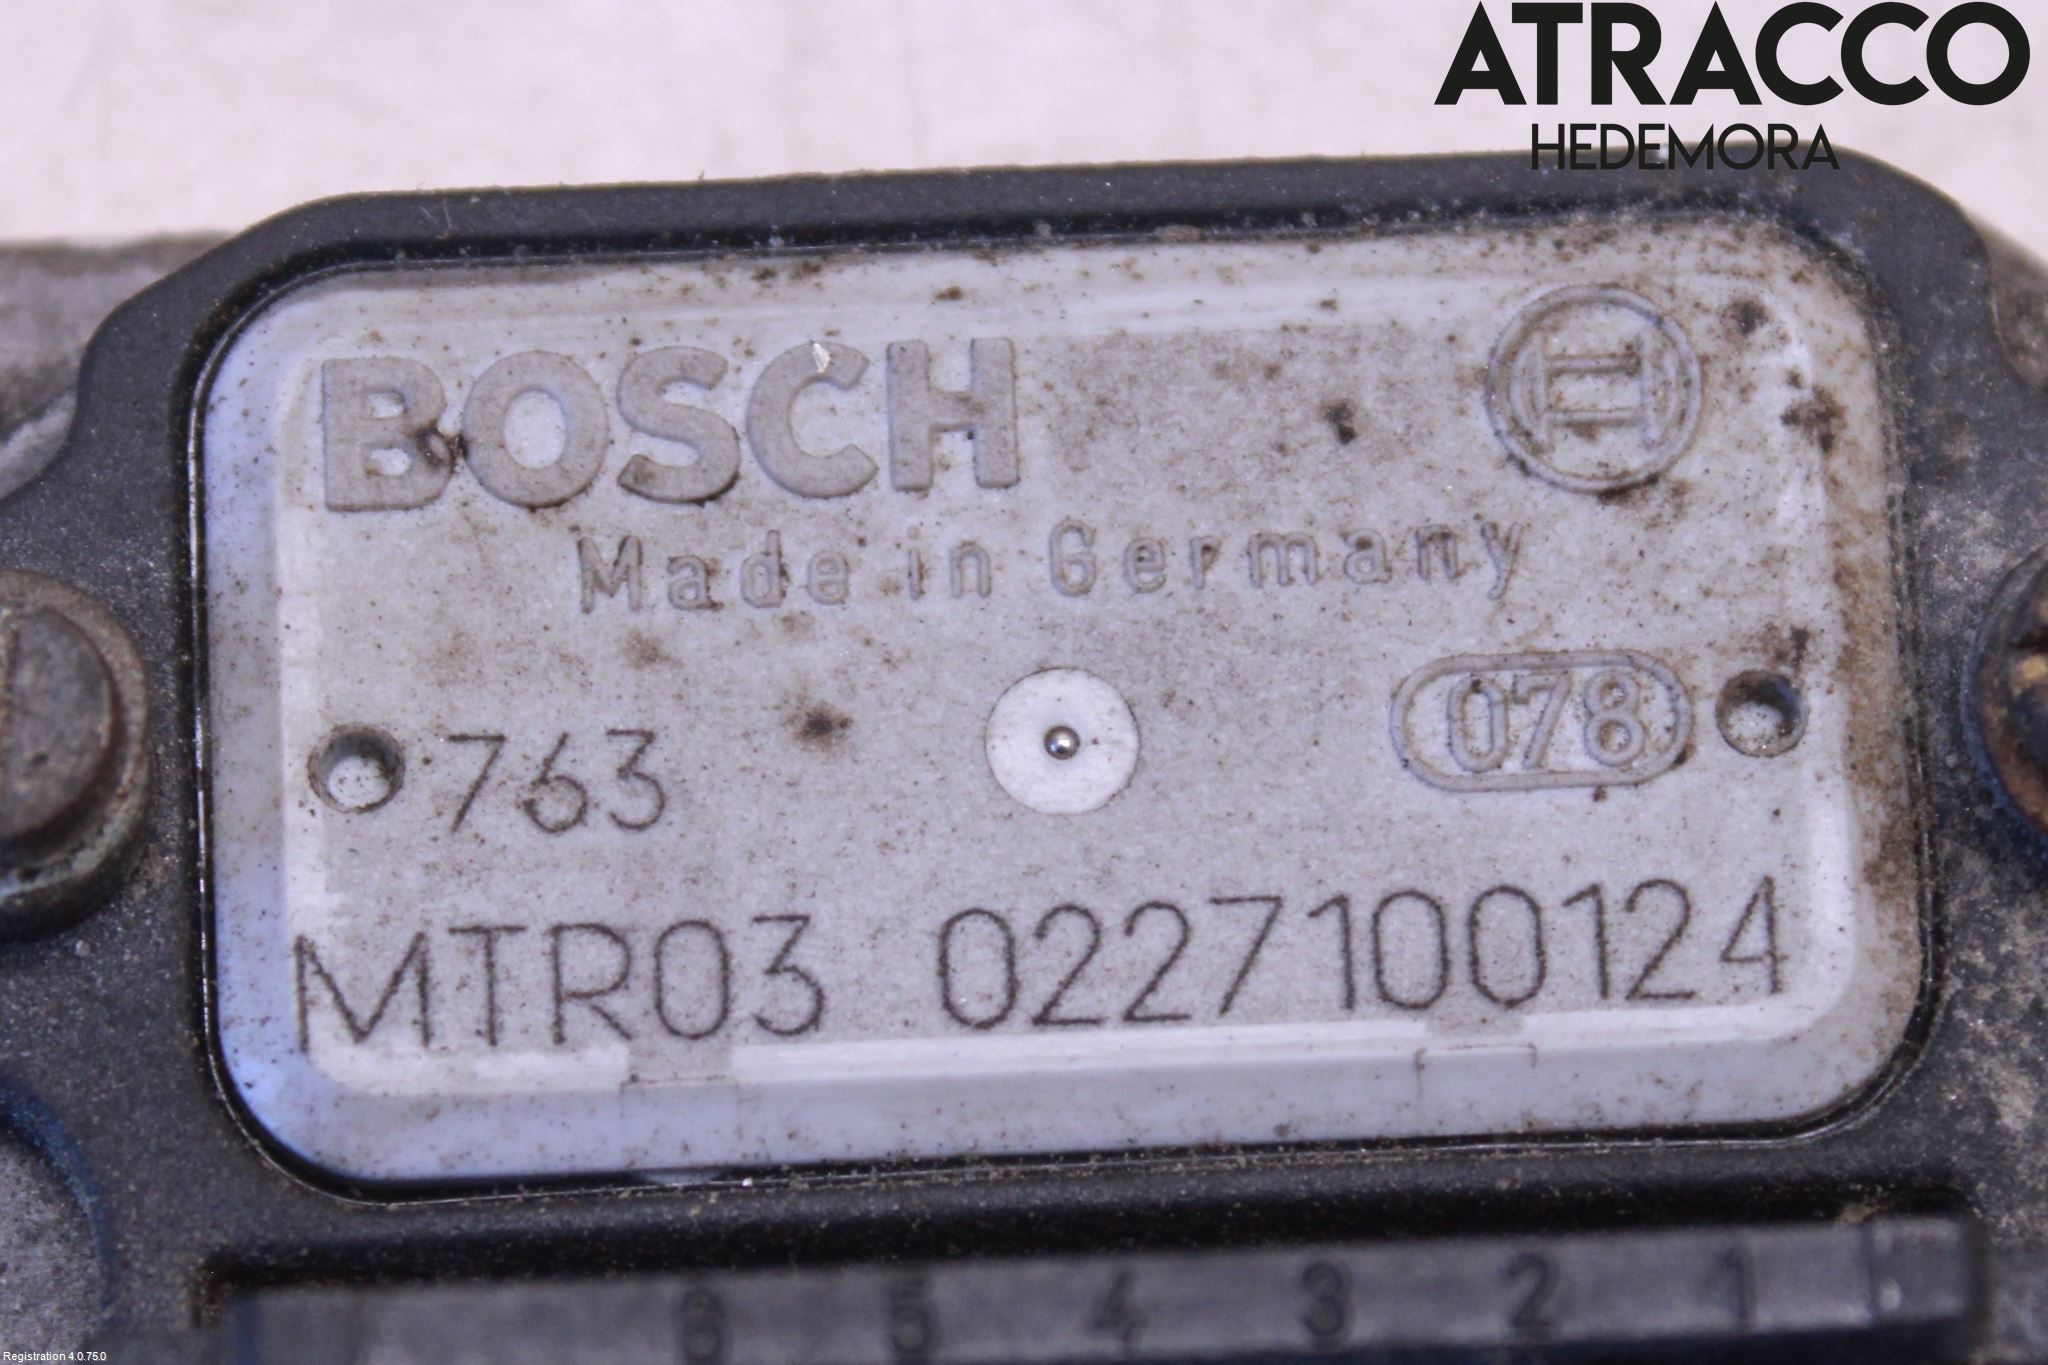 ATRACCO
HEDEMORA
BOSCH
Made in Germany
763
078
MTR03 0227100124
6 5 4 3 2 1
Registration 4.0.75.0